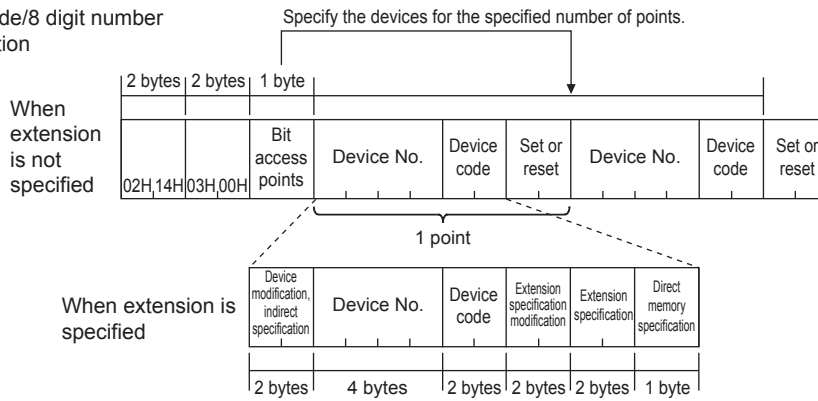 de/8 digit number
tion
Specify the devices for the specified number of points.
2 bytes 2 bytes 1 byte
When
extension
is not
specified
02H,14H 03H,00H
Bit
access
points
Device No.
Device
code
Set or
reset
Device No.
Device
code
Set or
reset
1 point
When extension is
specified
Device
modification,
indirect
specification
Device No.
Device
code
Extension
specification
modification
Extension
specification
Direct
memory
specification
2 bytes 4 bytes 2 bytes 2 bytes 2 bytes 1 byte